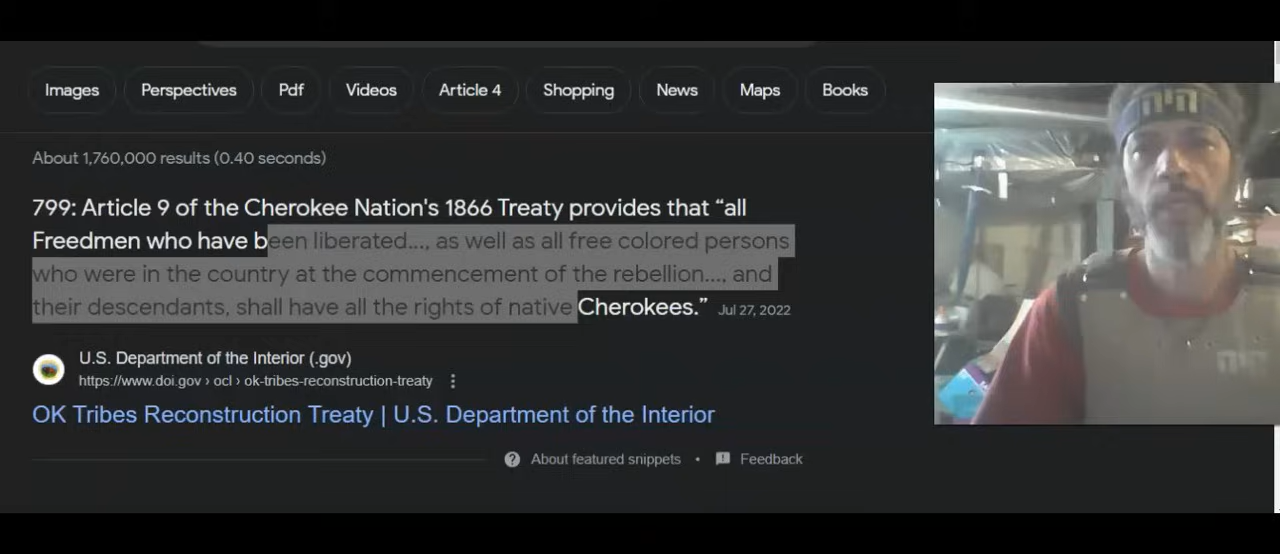 Images Perspectives Pdf Videos Article 4 Shopping News Maps Books
About 1,760,000 results (0.40 seconds)
799: Article 9 of the Cherokee Nation's 1866 Treaty provides that “all
Freedmen who have been liberated..., as well as all free colored persons
who were in the country at the commencement of the rebellion..., and
their descendants, shall have all the rights of native Cherokees.” Jul 27, 2022
U.S. Department of the Interior (.gov)
https://www.doi.gov › ocl › ok-tribes-reconstruction-treaty
OK Tribes Reconstruction Treaty | U.S. Department of the Interior
About featured snippets • Feedback
היה
היה